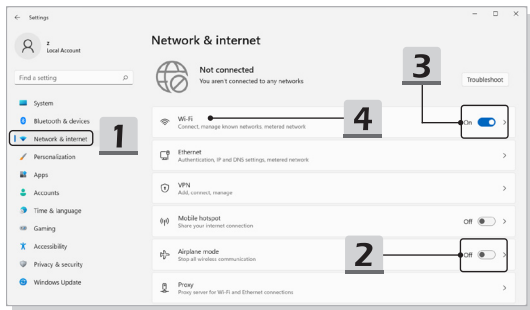 Settings
z
Local Account
Find a setting
System
Bluetooth & devices
Network & internet
Personalization
Apps
Accounts
Time & language
Gaming
Accessibility
Privacy & security
Windows Update
1
Network & internet
Not connected
You aren't connected to any networks
Troubleshoot
3
Wi-Fi
Connect, manage known networks, metered network
4
On
Ethernet
Authentication, IP and DNS settings, metered network
VPN
Add, connect, manage
Mobile hotspot
Share your internet connection
Off
Airplane mode
Stop all wireless communication
2
Off
Proxy
Proxy server for Wi-Fi and Ethernet connections